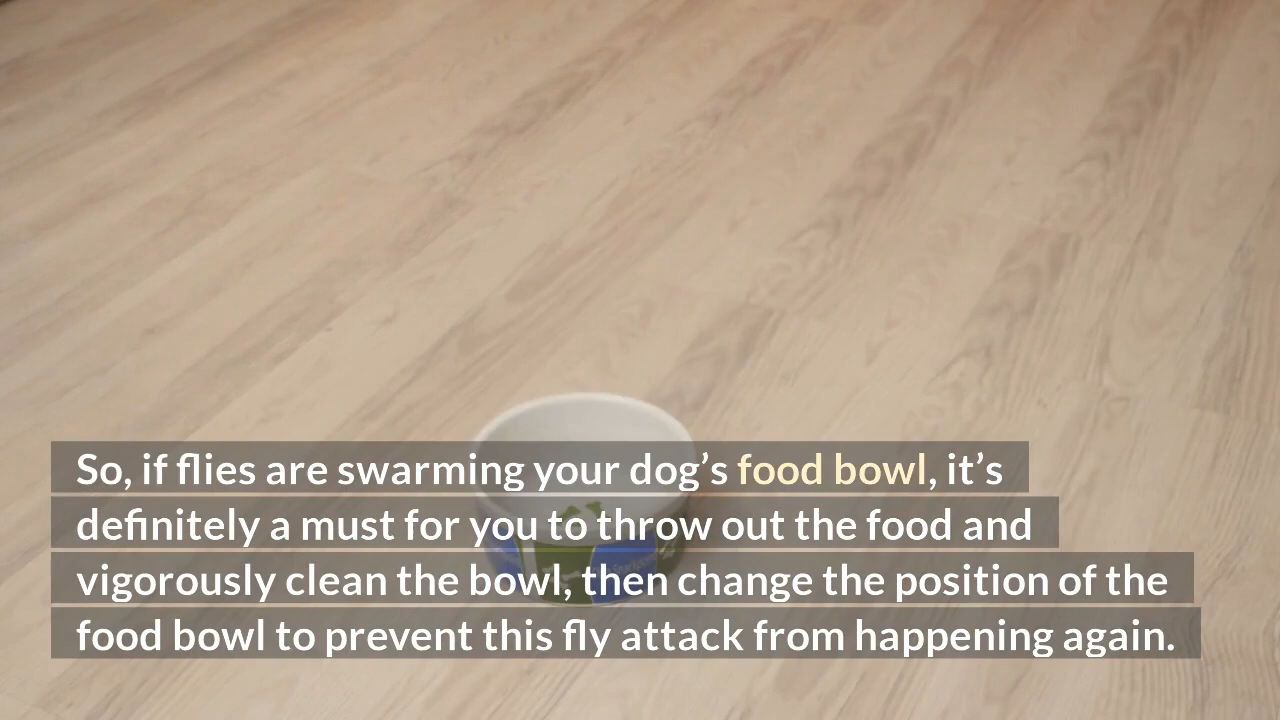 So, if flies are swarming your dog’s food bowl, it’s
definitely a must for you to throw out the food and
vigorously clean the bowl, then change the position of the
food bowl to prevent this fly attack from happening again.